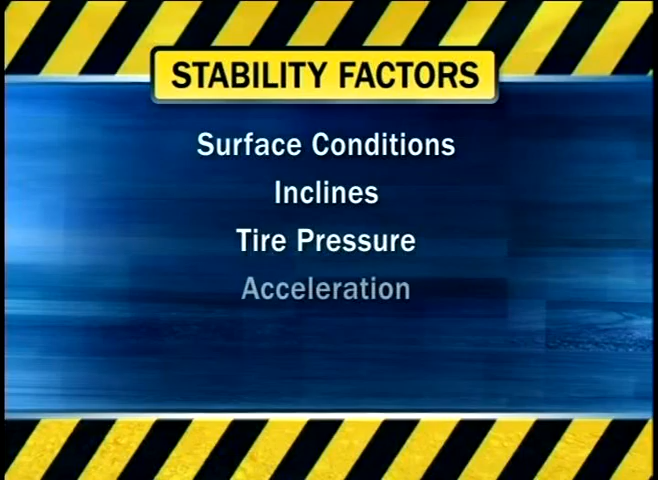 STABILITY FACTORS
Surface Conditions
Inclines
Tire Pressure
Acceleration